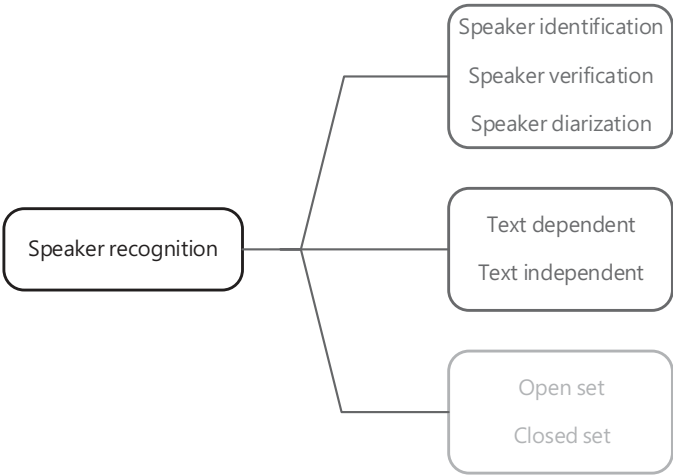 Speaker recognition
Speaker identification
Speaker verification
Speaker diarization
Text dependent
Text independent
Open set
Closed set